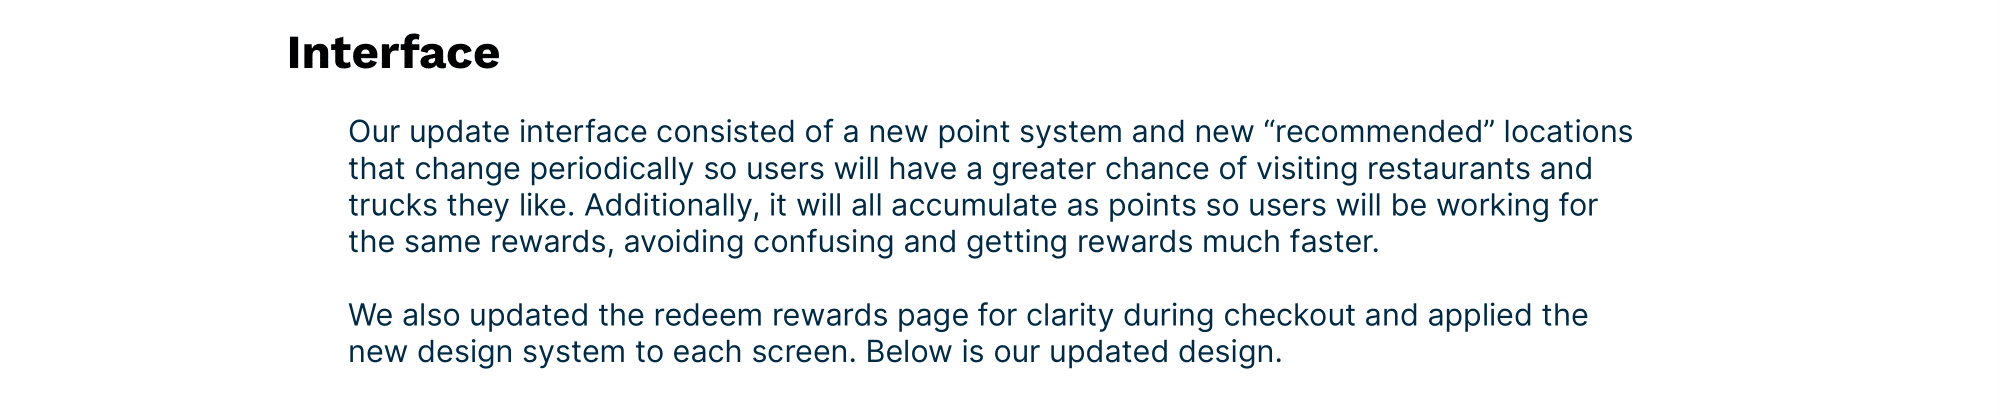 Interface
Our update interface consisted of a new point system and new “recommended” locations
that change periodically so users will have a greater chance of visiting restaurants and
trucks they like. Additionally, it will all accumulate as points so users will be working for
the same rewards, avoiding confusing and getting rewards much faster.
We also updated the redeem rewards page for clarity during checkout and applied the
new design system to each screen. Below is our updated design.